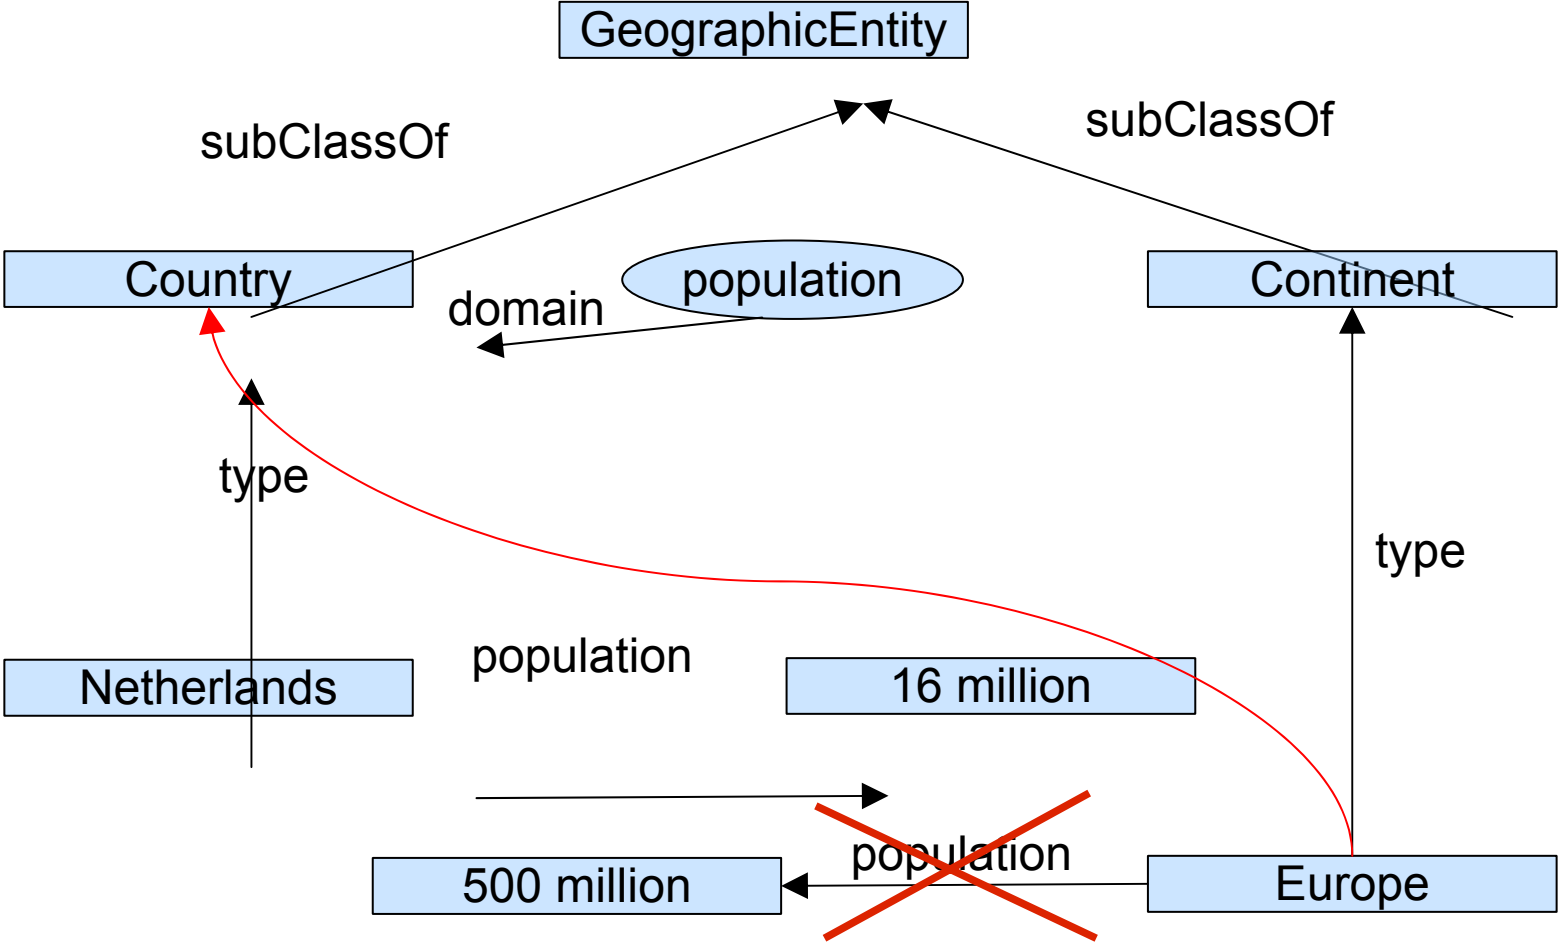 GeographicEntity
subClassOf
subClassOf
Country
population
Continent
domain
type
type
population
Netherlands
16 million
population
500 million
Europe